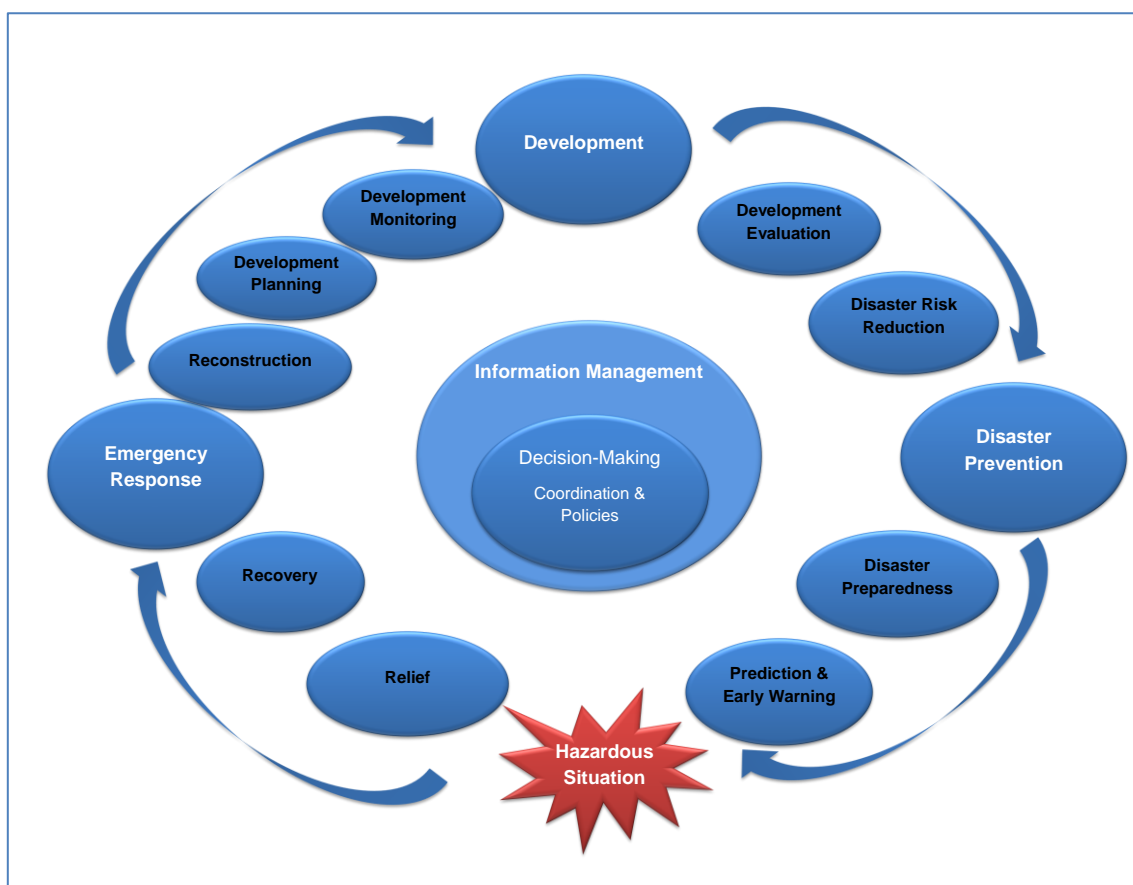 Development
Development
Monitoring
Development
Evaluation
Development
Planning
Disaster Risk
Reduction
Reconstruction
Information Management
Emergency
Response
Disaster
Prevention
Decision-Making
Coordination &
Policies
Recovery
Disaster
Preparedness
Relief
Prediction &
Early Warning
Hazardous
Situation